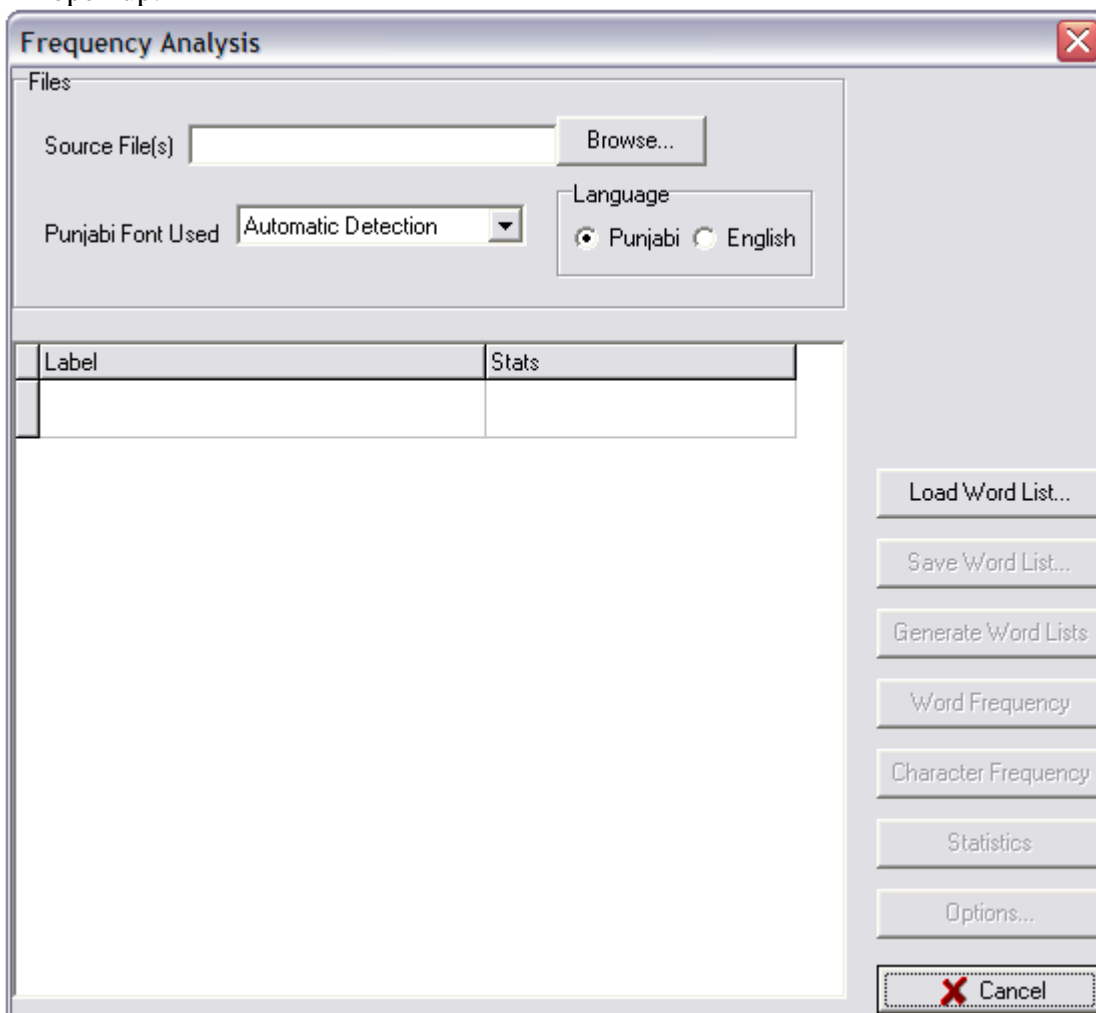 Frequency Analysis
Files
Source File(s)
Browse...
Language
Punjabi Font Used
Automatic Detection
Punjabi
English
Label
Stats
Load Word List...
Save Word List...
Generate Word Lists
Word Frequency
Character Frequency
Statistics
Options...
Cancel